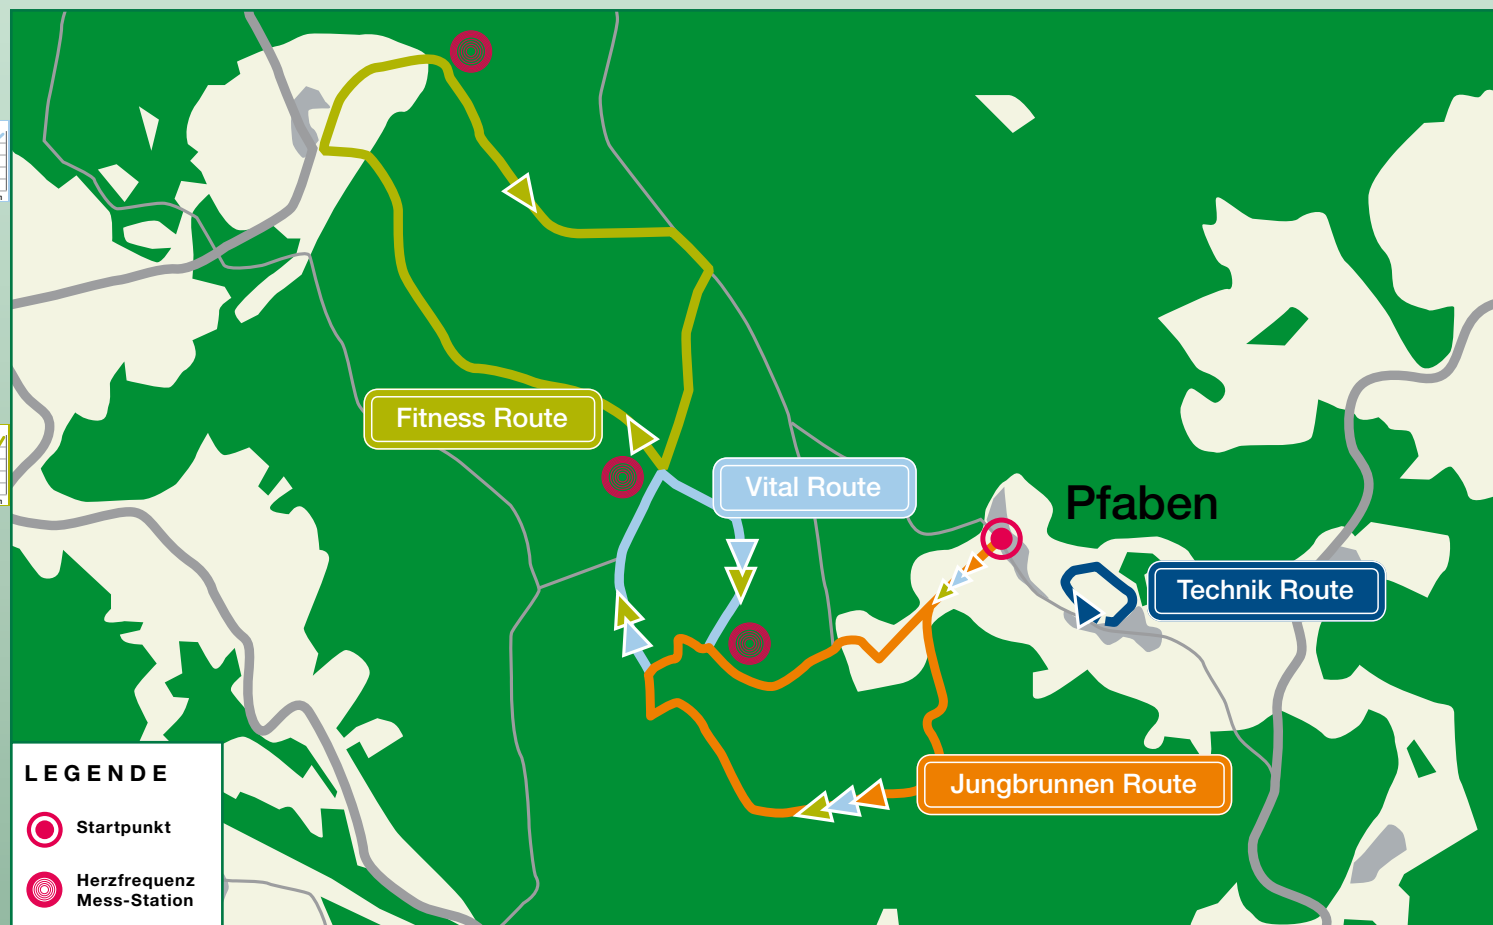 Fitness Route
Vital Route
Pfaben
Technik Route
Jungbrunnen Route
LEGENDE
Startpunkt
Herzfrequenz
Mess-Station